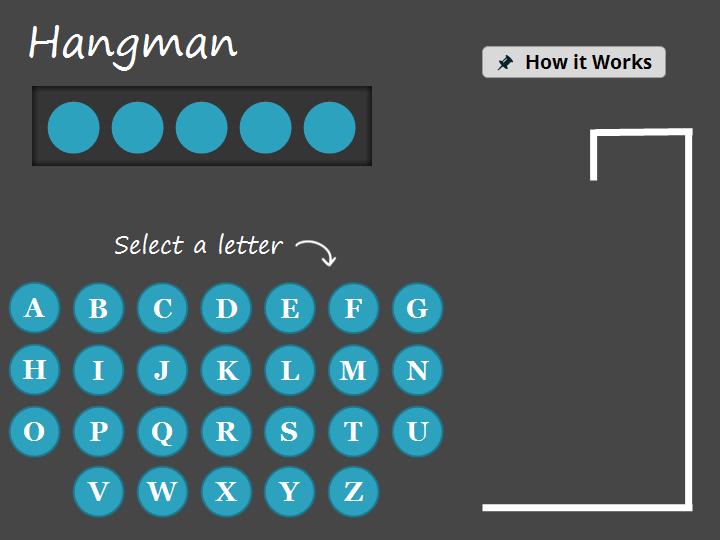 Hangman
How it Works
Select a letter
A B C D E F G
H I J K L M N
O P Q R S T U
V W X Y Z